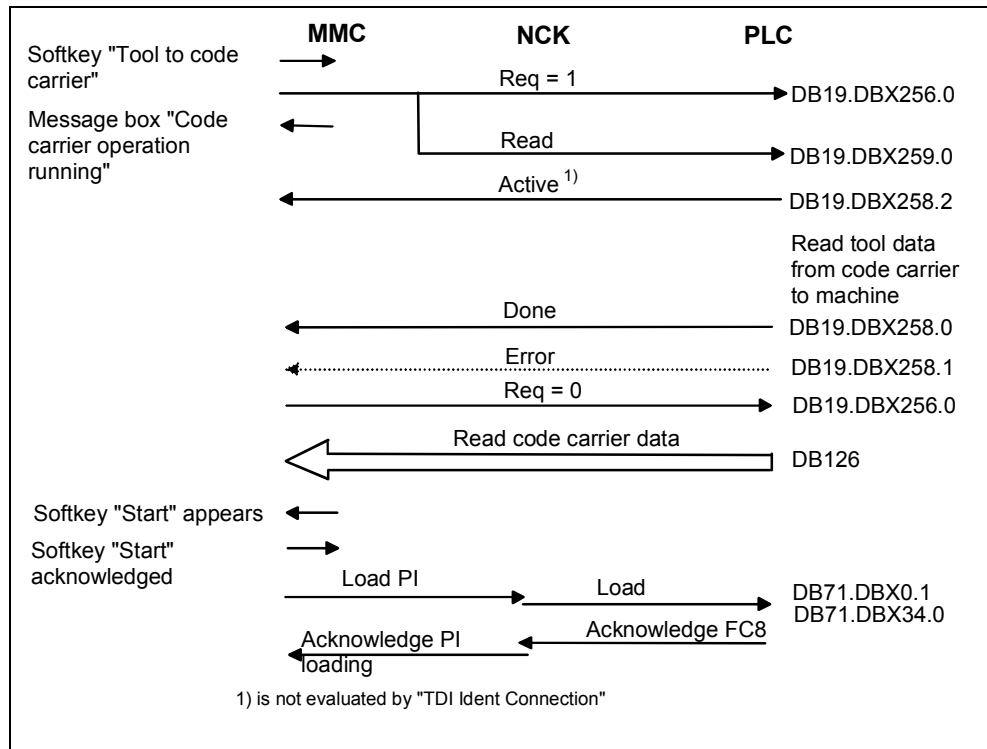 MMC NCK PLC
Softkey "Tool to code
carrier"
Req = 1
DB19.DBX256.0
Message box "Code
carrier operation
running"
Read
DB19.DBX259.0
Active 1)
DB19.DBX258.2
Read tool data
from code carrier
to machine
Done
DB19.DBX258.0
Error
DB19.DBX258.1
Req = 0
DB19.DBX256.0
Read code carrier data
DB126
Softkey "Start" appears
Softkey "Start"
acknowledged
Load PI
Load
DB71.DBX0.1
DB71.DBX34.0
Acknowledge FC8
Acknowledge PI
loading
1) is not evaluated by "TDI Ident Connection"